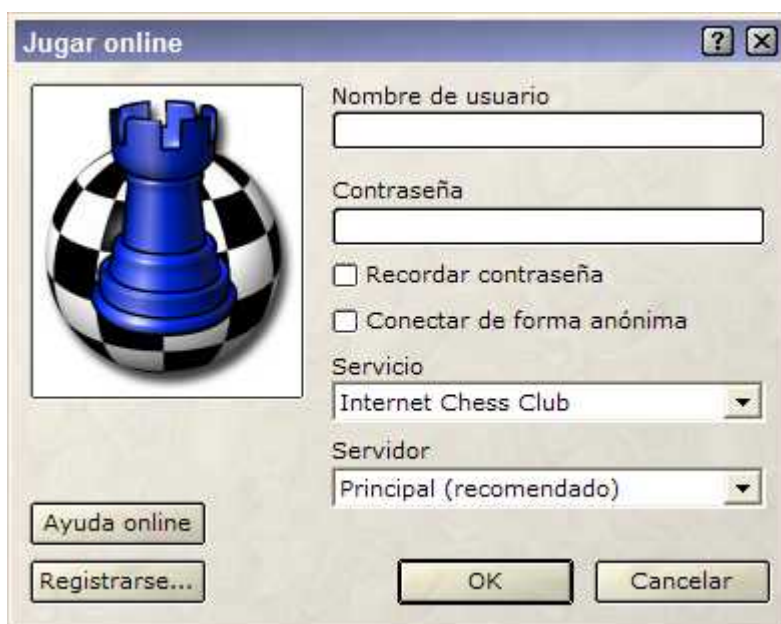 Jugar online
Nombre de usuario
Contraseña
Recordar contraseña
Conectar de forma anónima
Servicio
Internet Chess Club
Servidor
Principal (recomendado)
Ayuda online
Registrarse...
OK
Cancelar